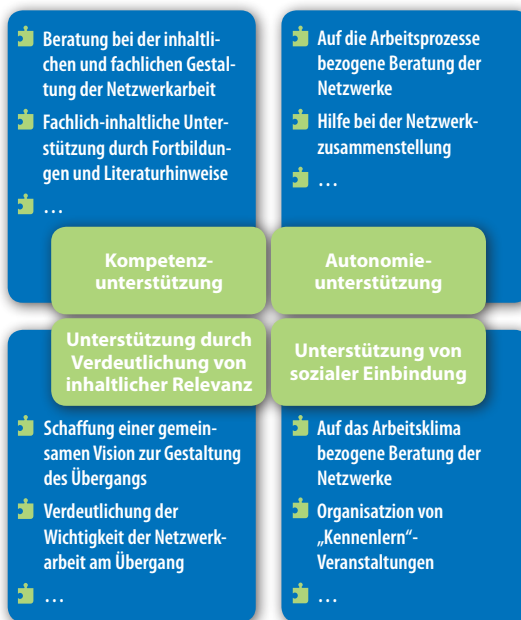 Beratung bei der inhaltli-
chen und fachlichen Gestal-
tung der Netzwerkarbeit
Fachlich-inhaltliche Unter-
stützung durch Fortbildun-
gen und Literaturhinweise
…
Auf die Arbeitsprozesse
bezogene Beratung der
Netzwerke
Hilfe bei der Netzwerk-
zusammenstellung
…
Kompetenz-
unterstützung
Autonomie-
unterstützung
Unterstützung durch
Verdeutlichung von
inhaltlicher Relevanz
Unterstützung von
sozialer Einbindung
Schaffung einer gemein-
samen Vision zur Gestaltung
des Übergangs
Verdeutlichung der
Wichtigkeit der Netzwerk-
arbeit am Übergang
…
Auf das Arbeitsklima
bezogene Beratung der
Netzwerke
Organisatzion von
„Kennenlern“-
Veranstaltungen
…